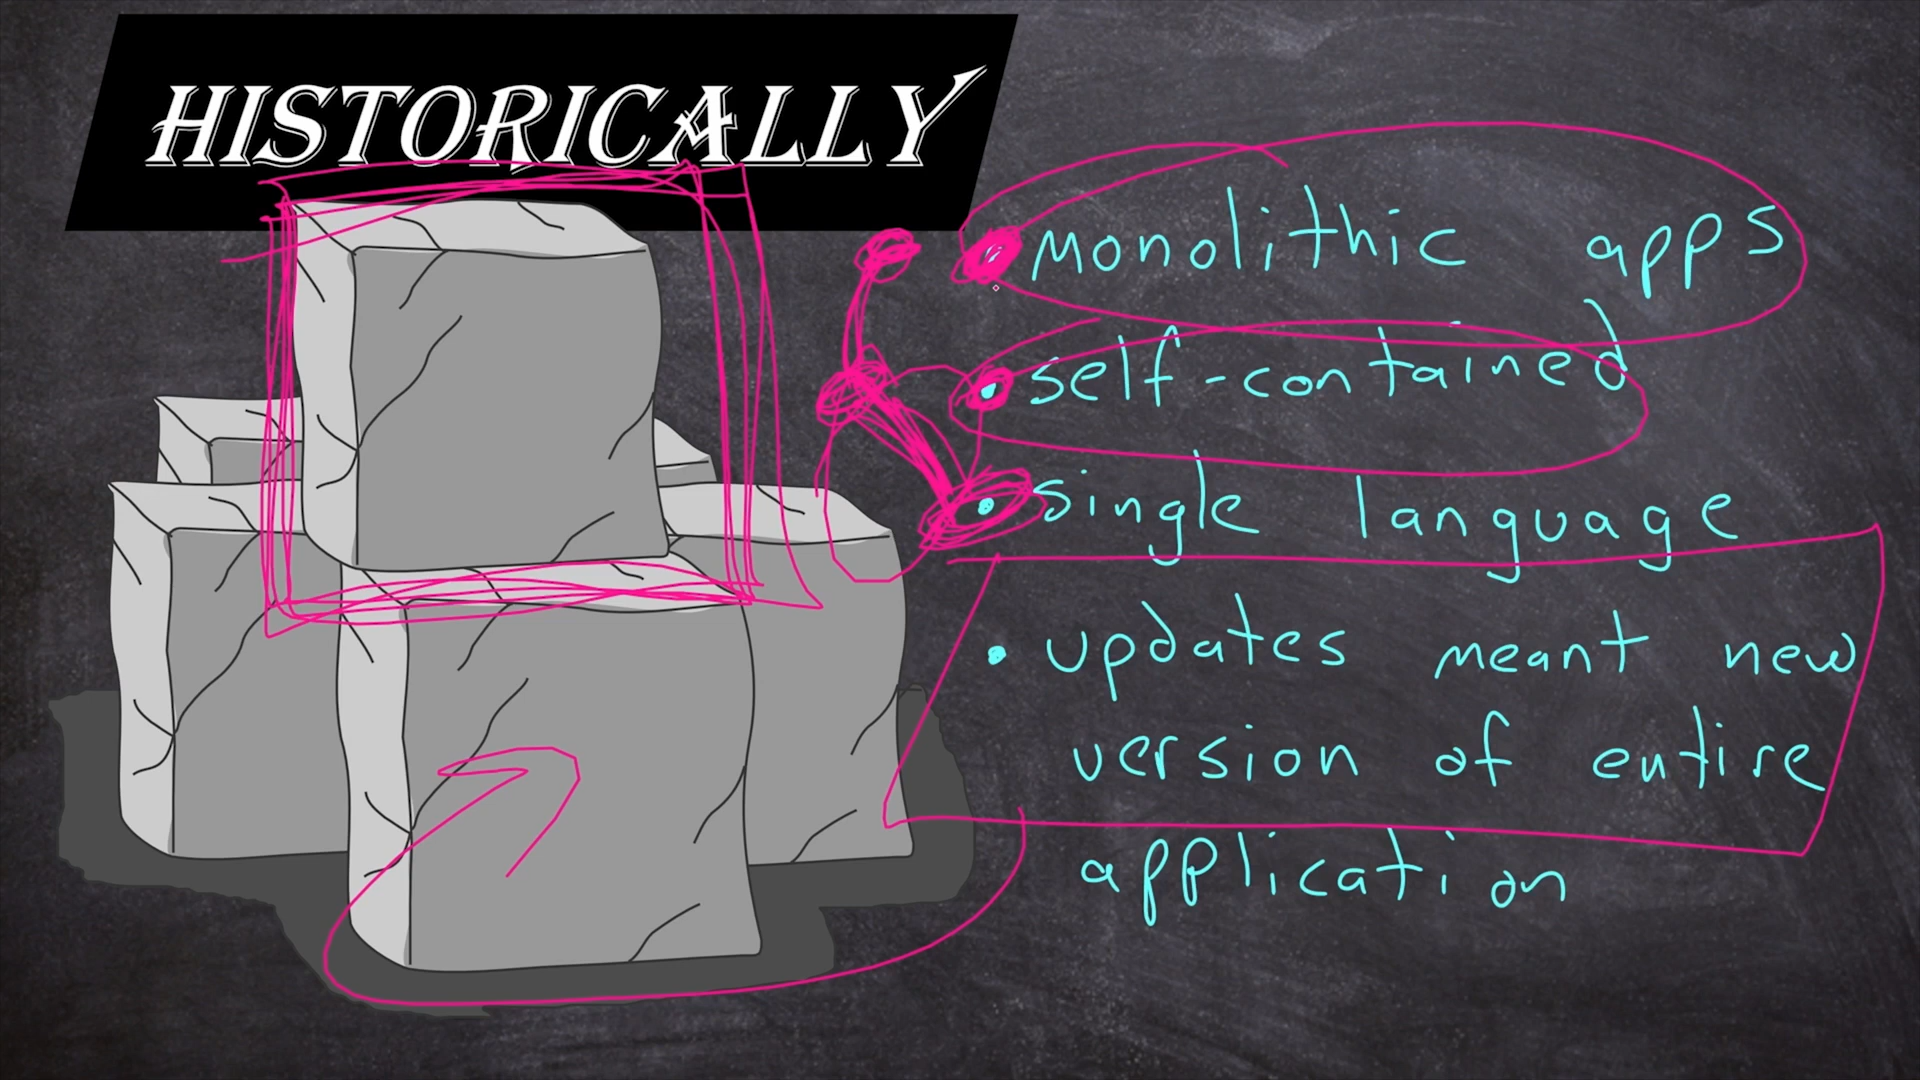 HISTORICALLY
• monolithic apps
• self-contained
• single language
• updates meant new
version of entire
application